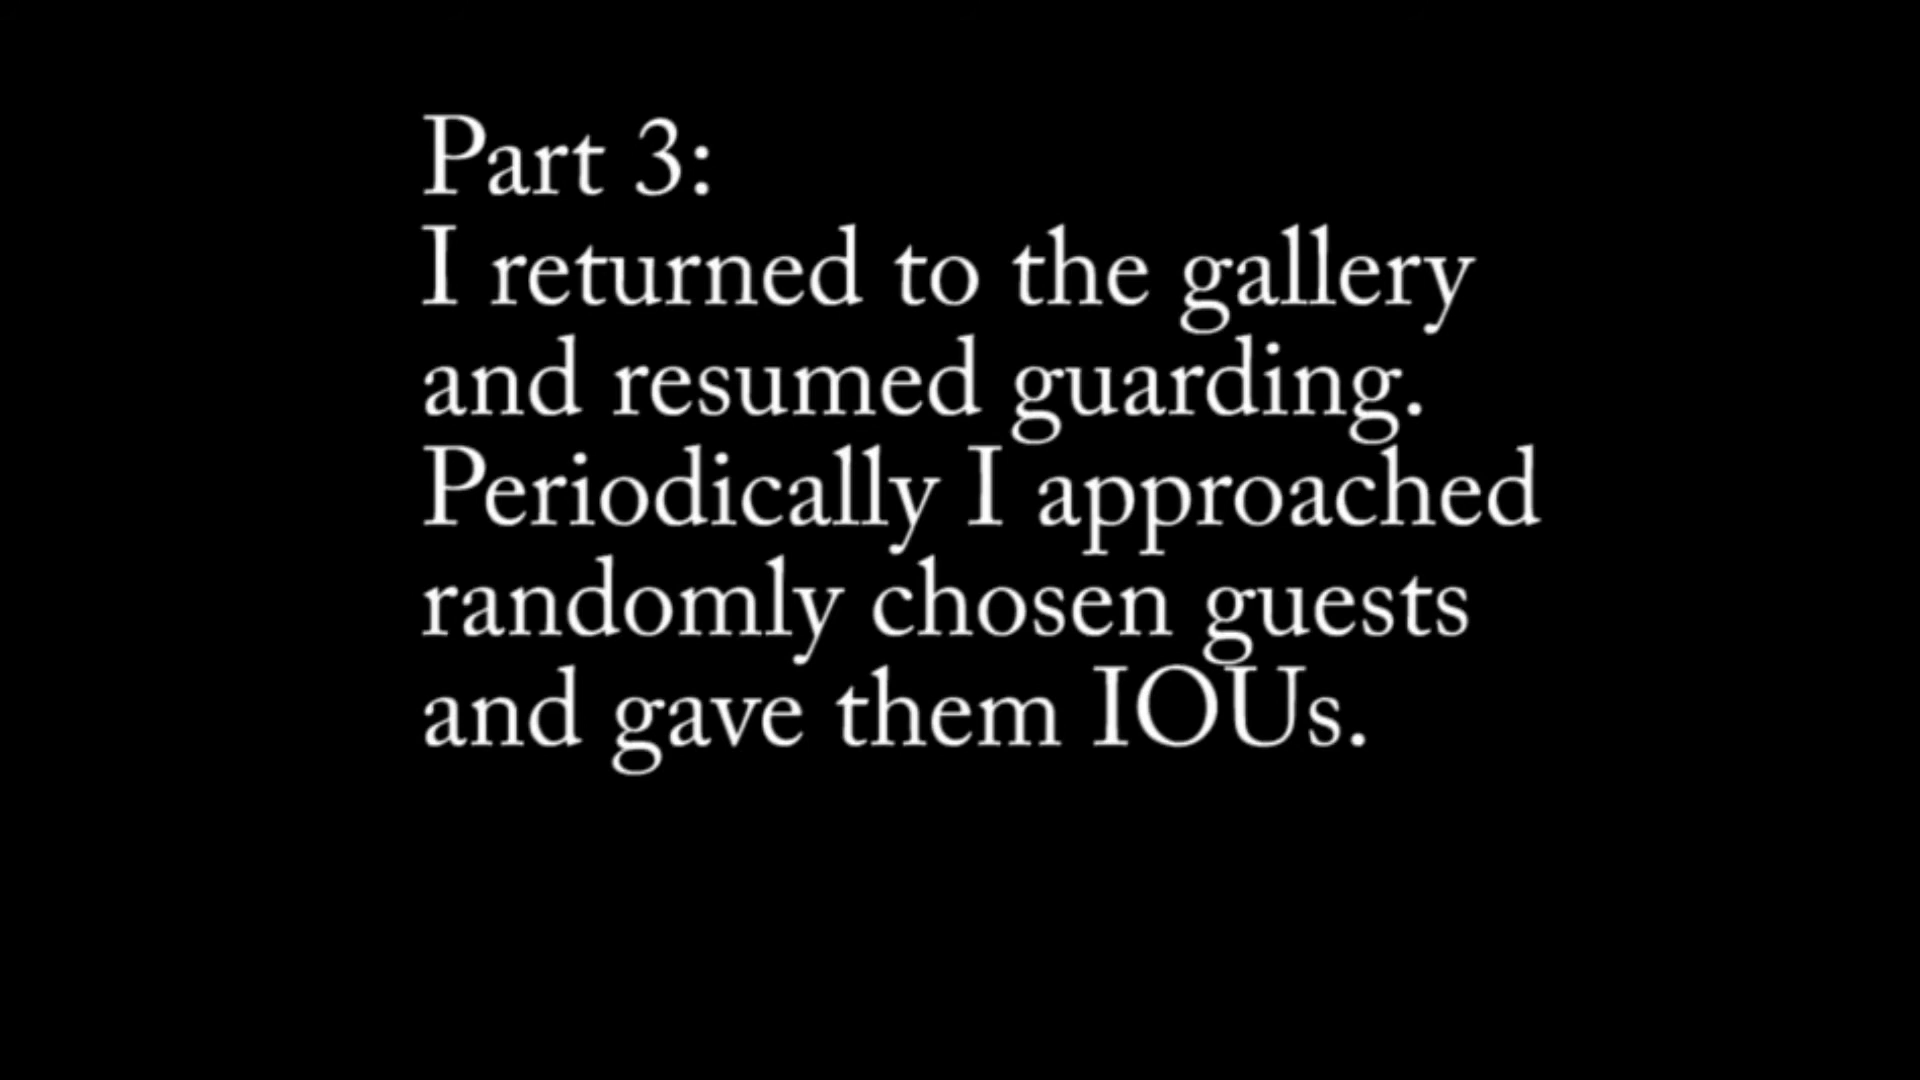 Part 3:
I returned to the gallery
and resumed guarding.
Periodically I approached
randomly chosen guests
and gave them IOUs.